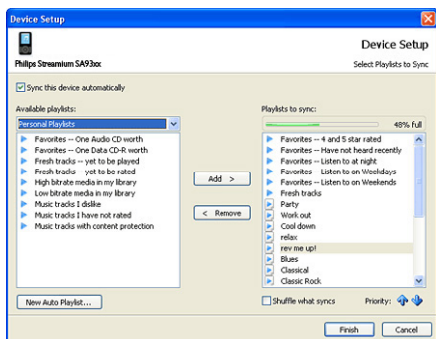 Device Setup
Device Setup
Philips Streamium SA93xx
Select Playlists to Sync
Sync this device automatically
Available playlists:
Personal Playlists
Favorites -- One Audio CD worth
Favorites -- One Data CD-R worth
Fresh tracks -- yet to be played
Fresh tracks -- yet to be rated
High bitrate media in my library
Low bitrate media in my library
Music tracks I dislike
Music tracks I have not rated
Music tracks with content protection
New Auto Playlist...
Add >
< Remove
Playlists to sync:
48% full
Favorites -- 4 and 5 star rated
Favorites -- Have not heard recently
Favorites -- Listen to at night
Favorites -- Listen to on Weekdays
Favorites -- Listen to on Weekends
Fresh tracks
Party
Work out
Cool down
relax
rev me up!
Blues
Classical
Classic Rock
Shuffle what syncs
Priority:
Finish
Cancel